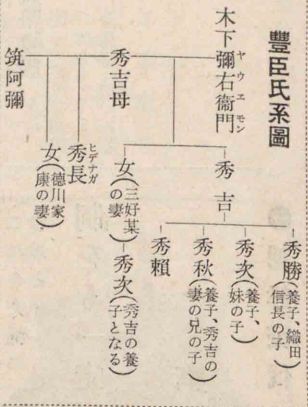 豐臣氏系圖
木下彌右衞門
ヤウヱモン
秀吉母
筑阿彌
秀吉
女(三好某の妻)
秀次(秀吉の養子となる)
秀長
ヒデナガ
女(德川家康の妻)
秀勝(養子、織田信長の子)
秀次(養子、妹の子)
秀秋(養子、秀吉の妻の兄の子)
秀賴